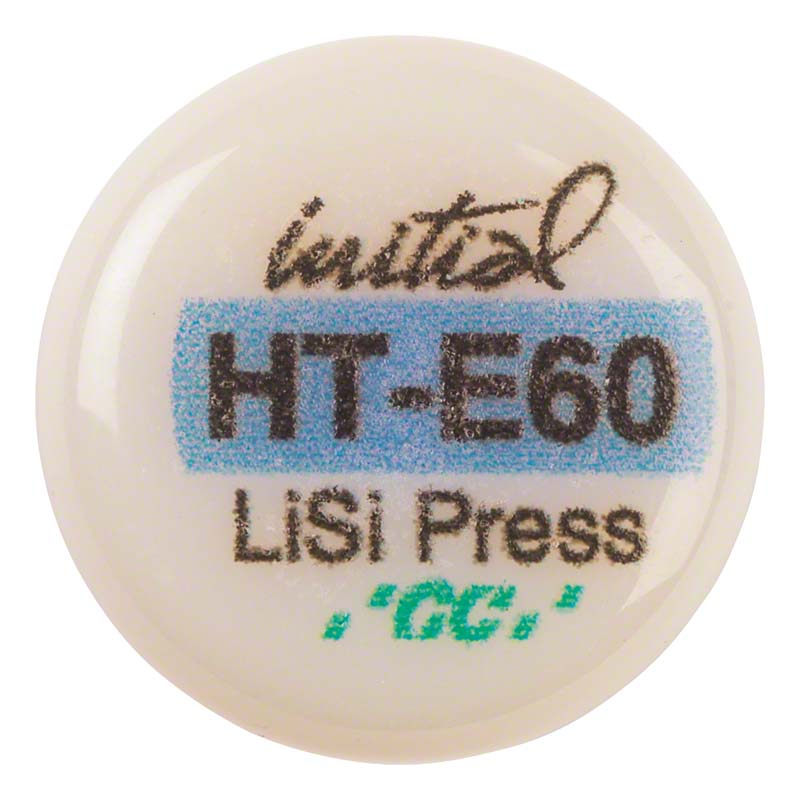 initial
HT-E60
LiSi Press
GC